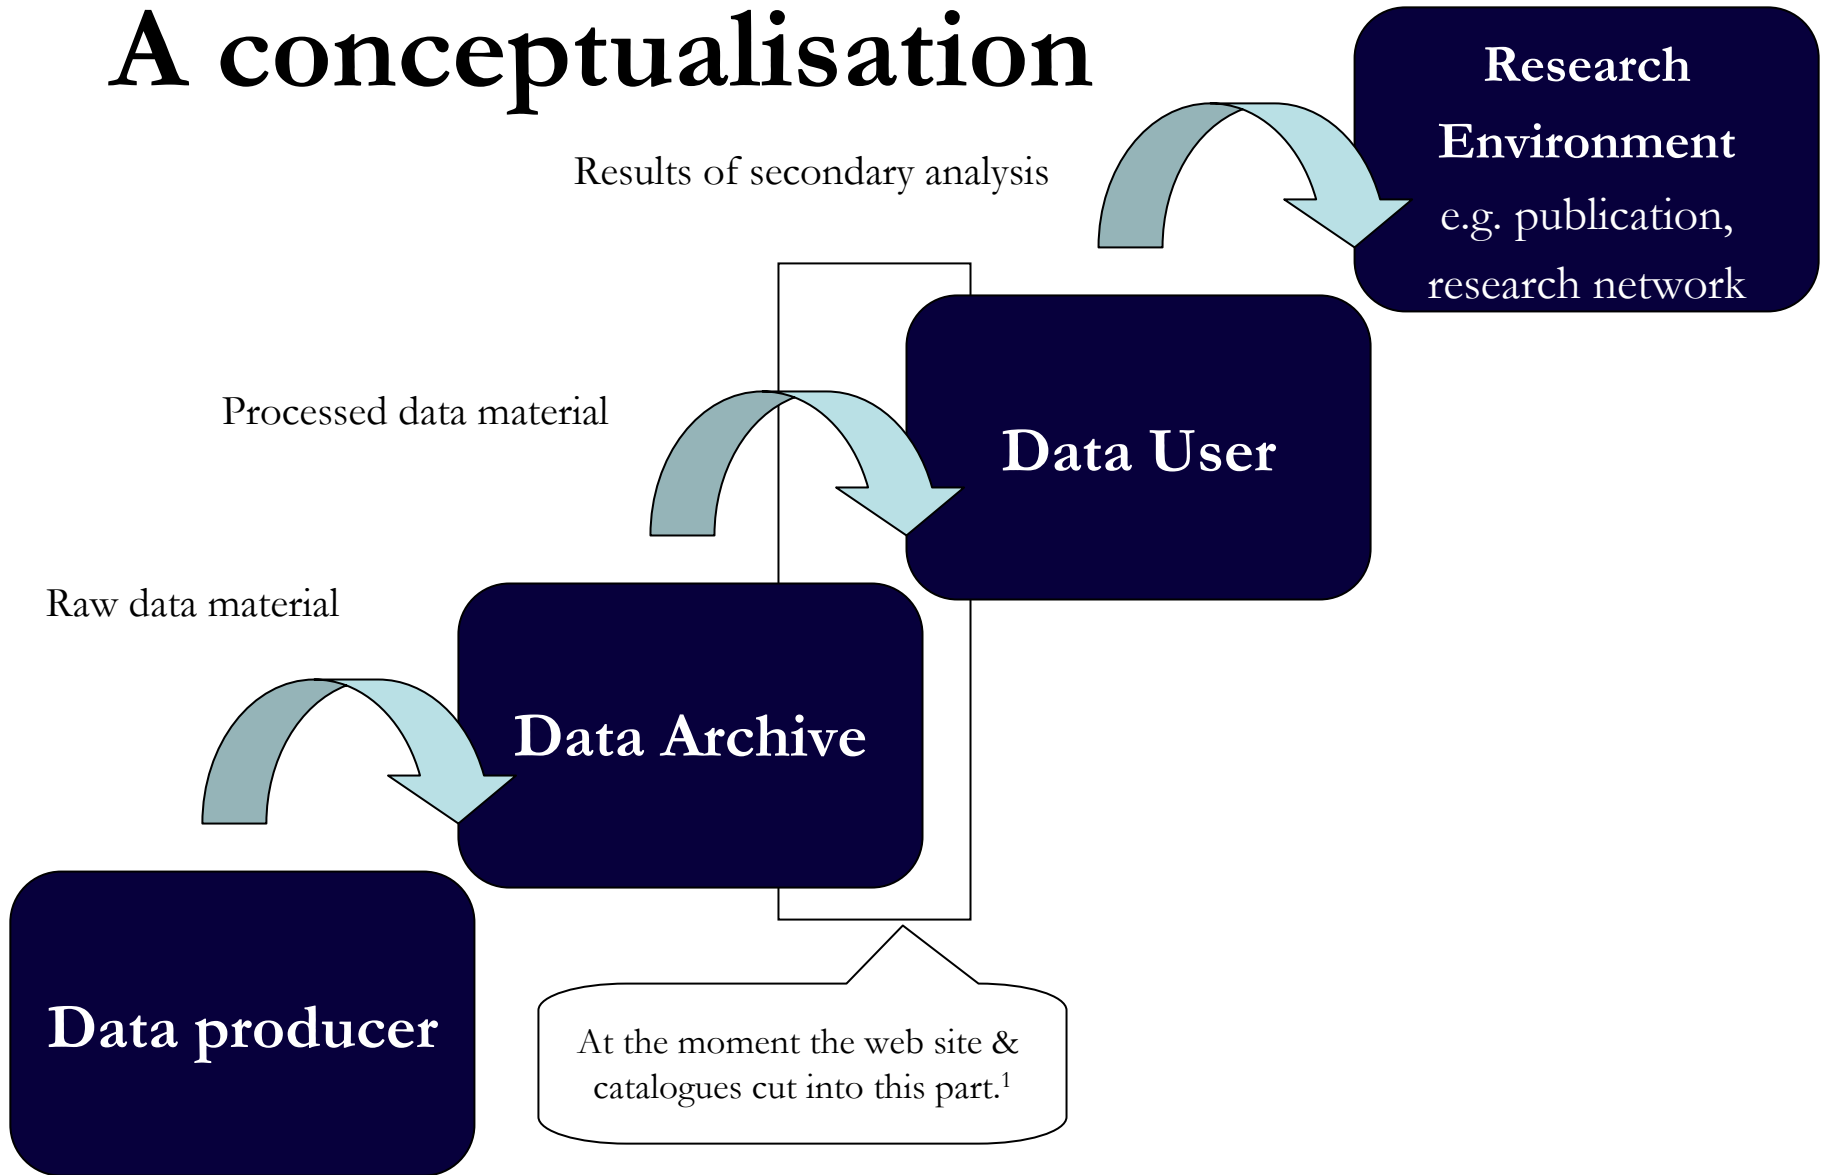 A conceptualisation
Research
Environment
e.g. publication,
research network
Results of secondary analysis
Processed data material
Data User
Raw data material
Data Archive
Data producer
At the moment the web site &
catalogues cut into this part.¹